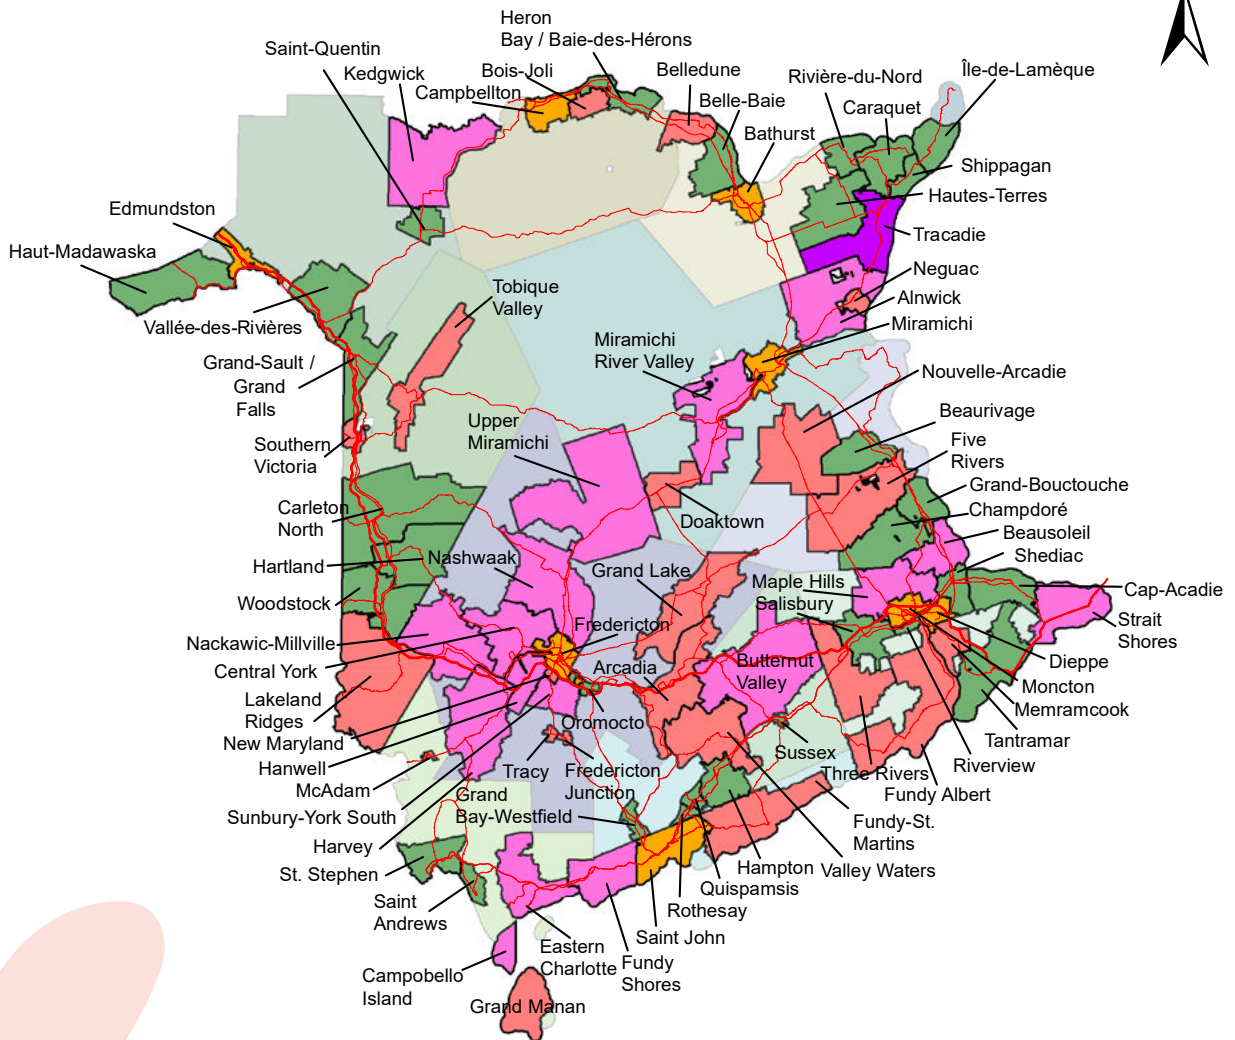 Heron
Bay / Baie-des-Hérons
Saint-Quentin
Kedgwick
Bois-Joli
Campbellton
Belledune
Belle-Baie
Bathurst
Rivière-du-Nord
Caraquet
Île-de-Lamèque
Shippagan
Hautes-Terres
Tracadie
Edmundston
Haut-Madawaska
Vallée-des-Rivières
Tobique
Valley
Neguac
Alnwick
Miramichi
Miramichi
River Valley
Grand-Sault /
Grand
Falls
Nouvelle-Arcadie
Beaurivage
Upper
Miramichi
Southern
Victoria
Five
Rivers
Grand-Bouctouche
Champdoré
Carleton
North
Doaktown
Beausoleil
Shediac
Hartland
Nashwaak
Grand Lake
Maple Hills
Salisbury
Cap-Acadie
Woodstock
Strait
Shores
Fredericton
Nackawic-Millville
Central York
Arcadia
Butternut
Valley
Dieppe
Moncton
Memramcook
Lakeland
Ridges
New Maryland
Oromocto
Tantramar
Hanwell
Tracy
Fredericton
Junction
Sussex
Three Rivers
Riverview
McAdam
Fundy Albert
Sunbury-York South
Grand
Bay-Westfield
Fundy-St.
Martins
Harvey
St. Stephen
Hampton
Valley Waters
Quispamsis
Rothesay
Saint
Andrews
Saint John
Eastern
Charlotte
Fundy
Shores
Campobello
Island
Grand Manan